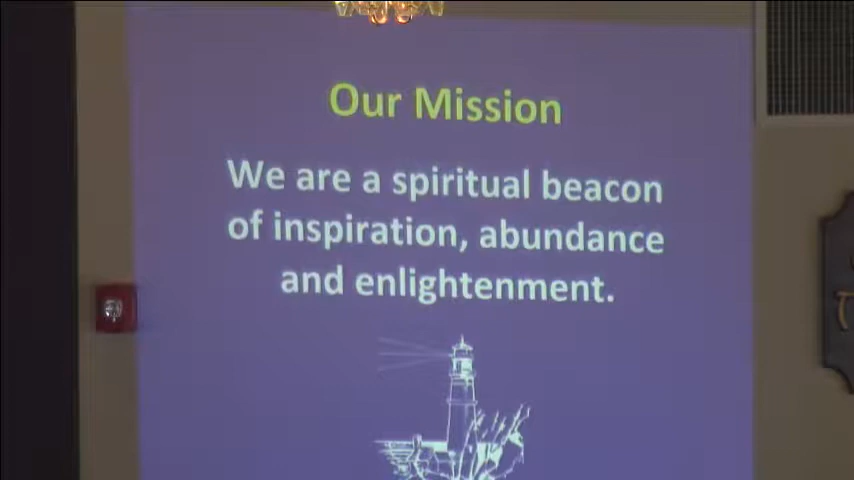 Our Mission
We are a spiritual beacon
of inspiration, abundance
and enlightenment.